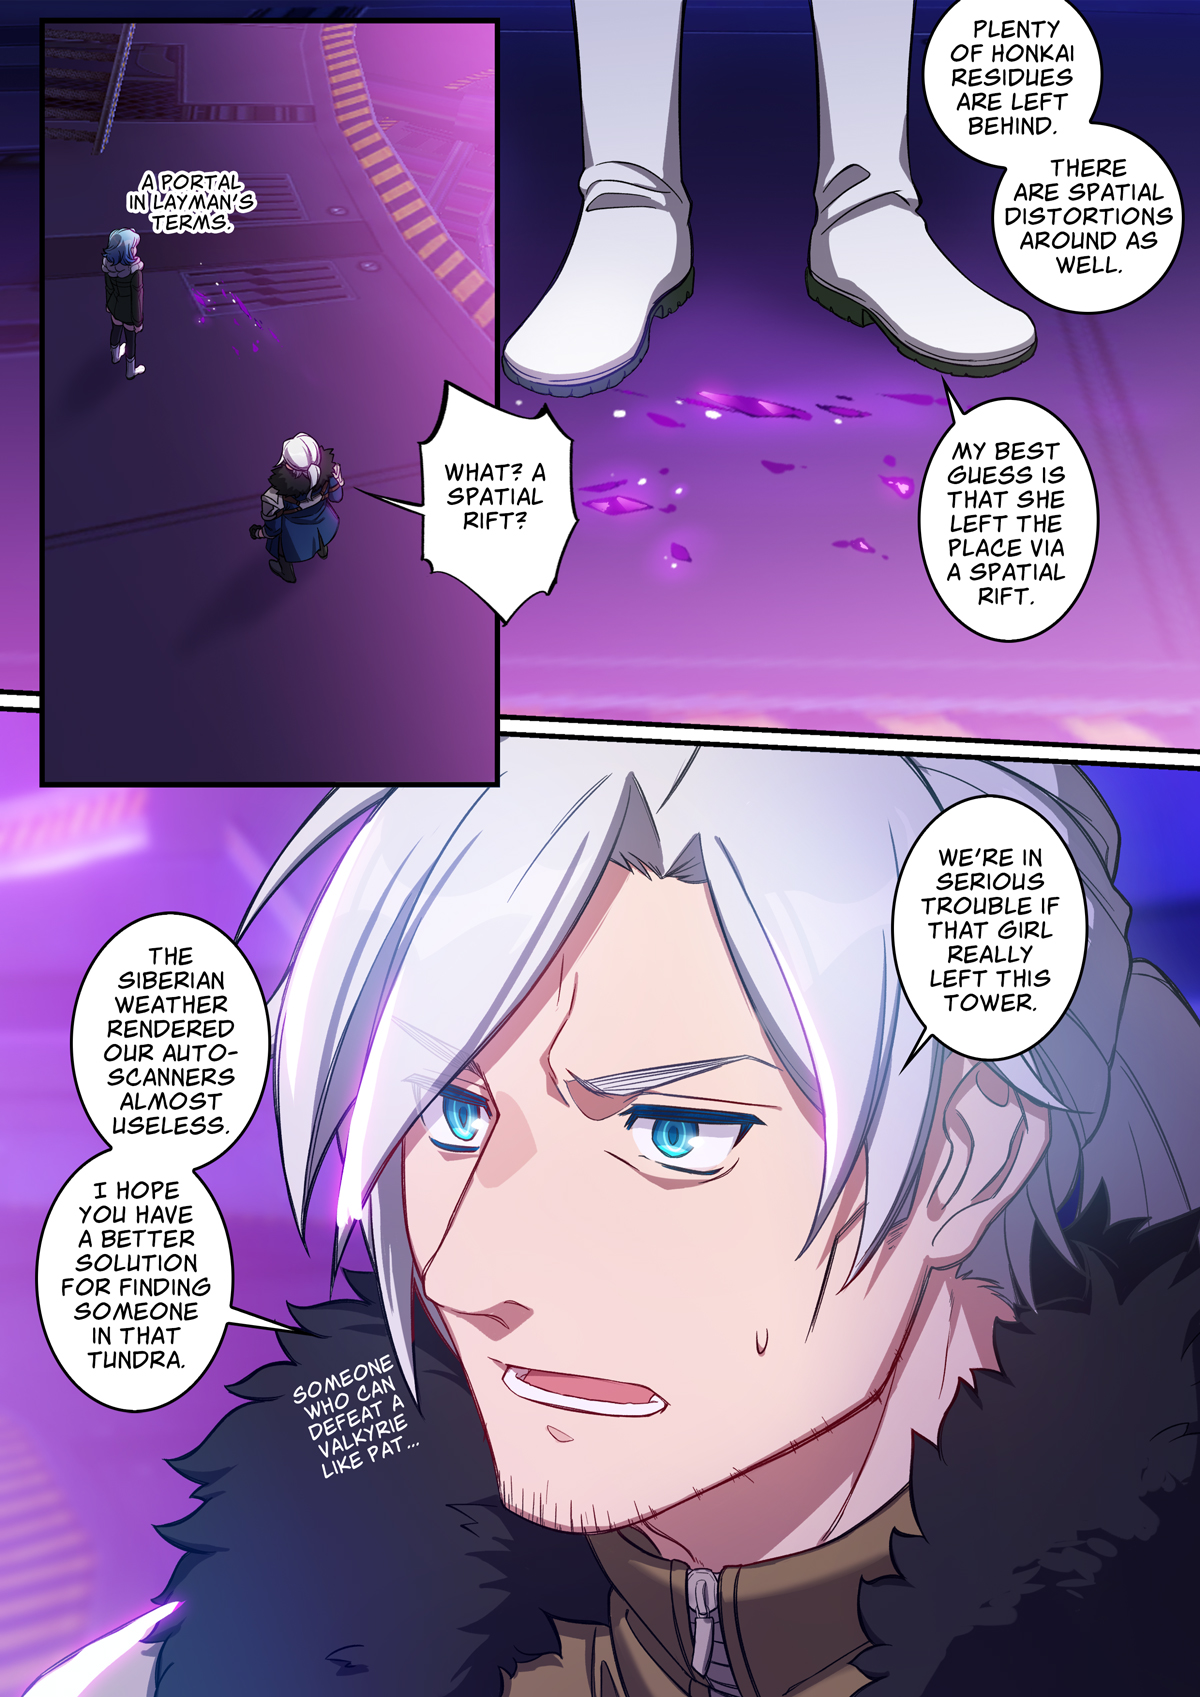 PLENTY
OF HONKAI
RESIDUES
ARE LEFT
BEHIND.
THERE
ARE SPATIAL
DISTORTIONS
AROUND AS
WELL.
MY BEST
GUESS IS
THAT SHE
LEFT THE
PLACE VIA
A SPATIAL
RIFT.
WHAT? A
SPATIAL
RIFT?
A PORTAL
IN LAYMAN'S
TERMS.
WE'RE IN
SERIOUS
TROUBLE IF
THAT GIRL
REALLY
LEFT THIS
TOWER.
THE
SIBERIAN
WEATHER
RENDERED
OUR AUTO-
SCANNERS
ALMOST
USELESS.
I HOPE
YOU HAVE
A BETTER
SOLUTION
FOR FINDING
SOMEONE
IN THAT
TUNDRA.
SOMEONE
WHO CAN
DEFEAT A
VALKYRIE
LIKE PAT...